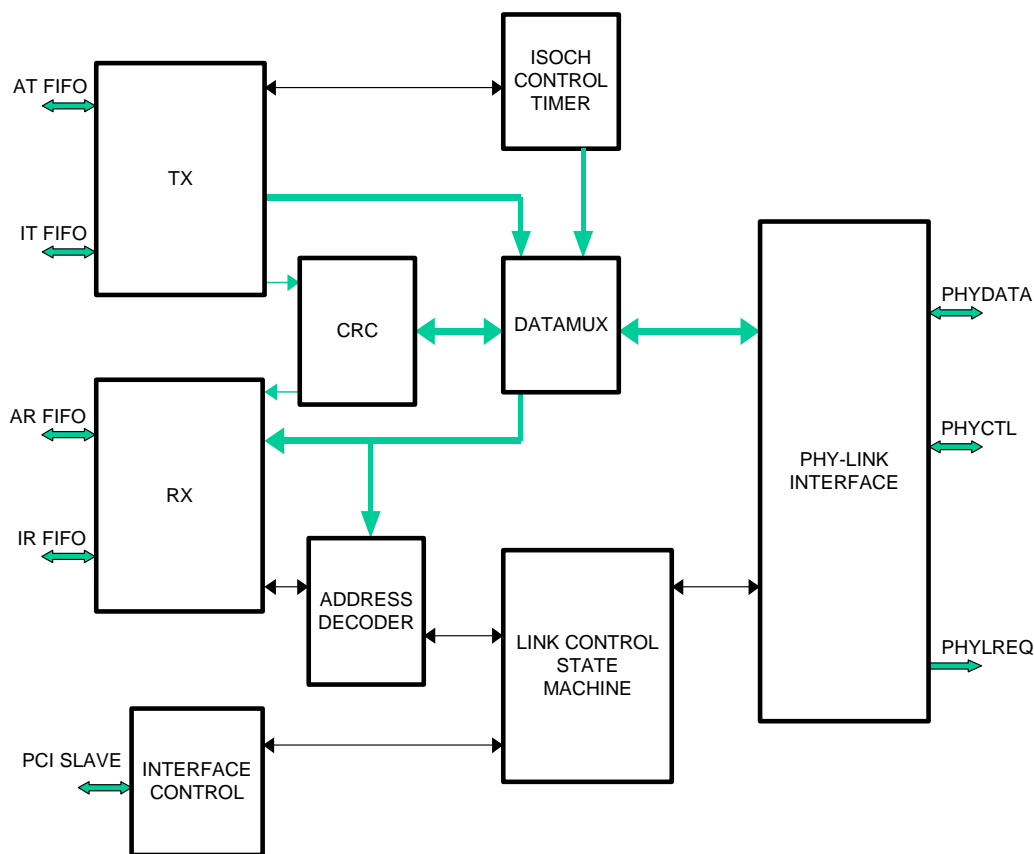 ISOCH
CONTROL
TIMER
AT FIFO
TX
IT FIFO
CRC
DATAMUX
PHYDATA
AR FIFO
PHYCTL
PHY-LINK
INTERFACE
RX
IR FIFO
ADDRESS
DECODER
LINK CONTROL
STATE
MACHINE
PHYLREQ
PCI SLAVE
INTERFACE
CONTROL